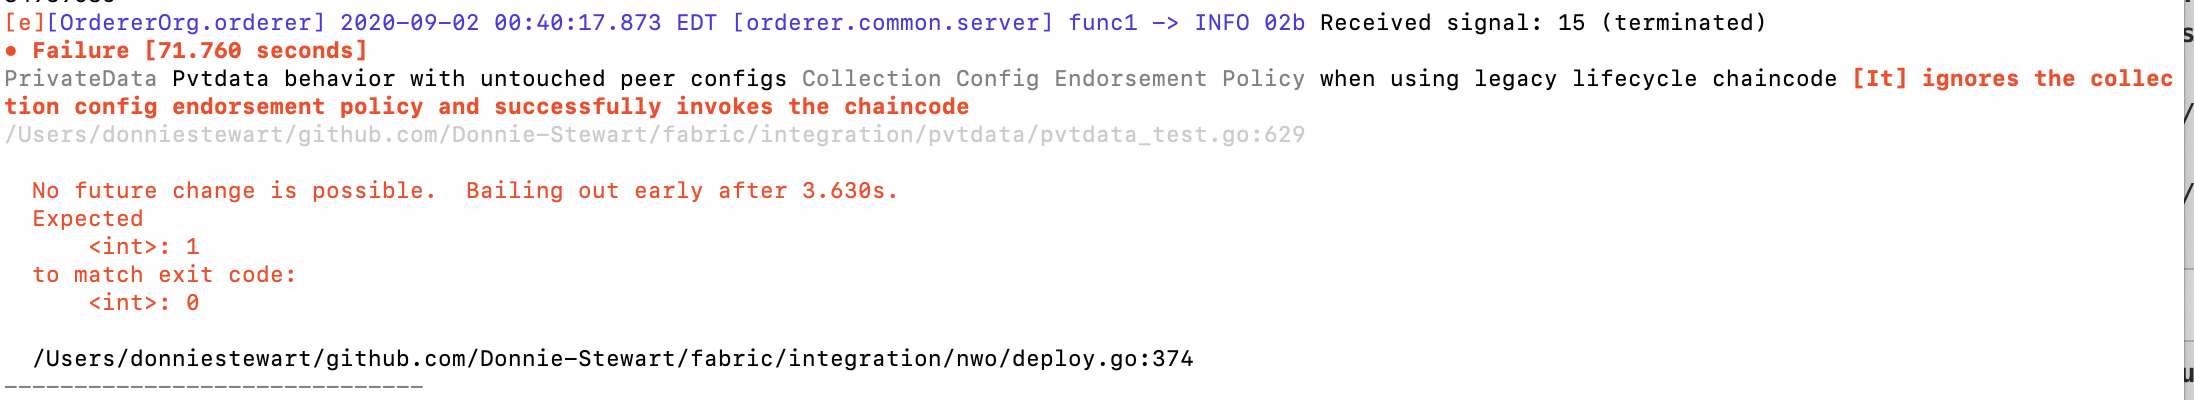 [e][OrdererOrg.orderer] 2020-09-02 00:40:17.873 EDT [orderer.common.server] func1 -> INFO 02b Received signal: 15 (terminated)
• Failure [71.760 seconds]
PrivateData Pvtdata behavior with untouched peer configs Collection Config Endorsement Policy when using legacy lifecycle chaincode [It] ignores the collec
tion config endorsement policy and successfully invokes the chaincode
/Users/donniestewart/github.com/Donnie-Stewart/fabric/integration/pvtdata/pvtdata_test.go:629
No future change is possible.  Bailing out early after 3.630s.
Expected
<int>: 1
to match exit code:
<int>: 0
/Users/donniestewart/github.com/Donnie-Stewart/fabric/integration/nwo/deploy.go:374
------------------------------